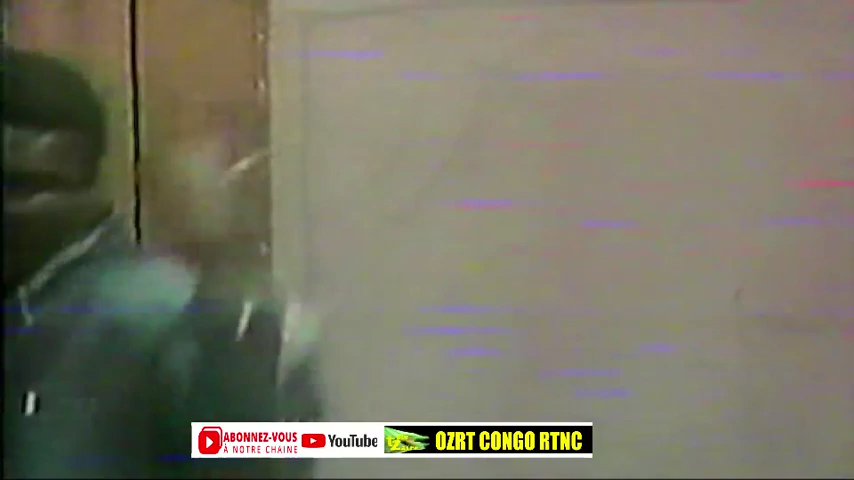 ABONNEZ-VOUS
À NOTRE CHAINE
YouTube
OZRT CONGO RTNC